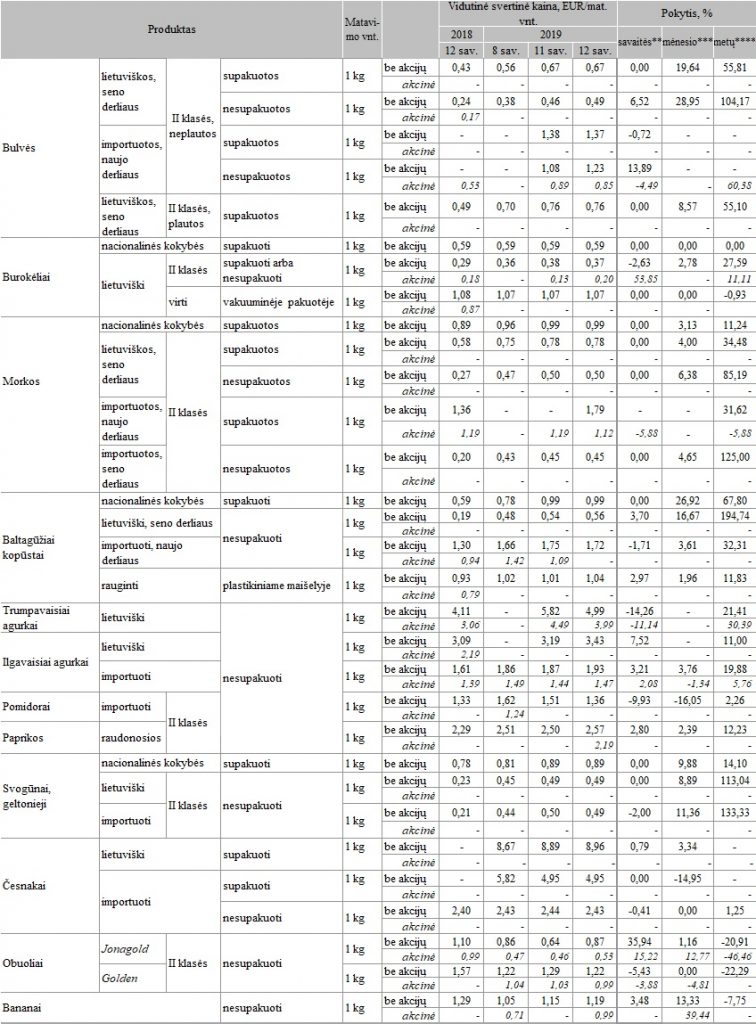 Produktas Matavi-mo vnt. Vidutinė svertinė kaina, EUR/mat. vnt. Pokytis, %
2018 2019 savaitės** mėnesio*** metų****
12 sav. 8 sav. 11 sav. 12 sav.
Bulvės lietuviškos, seno derliaus II klasės, neplautos supakuotos 1 kg be akcijų 0,43 0,56 0,67 0,67 0,00 19,64 55,81
akcinė - - - - - - -
nesupakuotos 1 kg be akcijų 0,24 0,38 0,46 0,49 6,52 28,95 104,17
akcinė 0,17 - - - - - -
importuotos, naujo derliaus supakuotos 1 kg be akcijų - - 1,38 1,37 -0,72 - -
akcinė - - - - - - -
nesupakuotos 1 kg be akcijų - - 1,08 1,23 13,89 - -
akcinė 0,53 - 0,89 0,85 -4,49 - 60,38
lietuviškos, seno derliaus II klasės, plautos supakuotos 1 kg be akcijų 0,49 0,70 0,76 0,76 0,00 8,57 55,10
akcinė - - - - - - -
Burokėliai nacionalinės kokybės supakuoti 1 kg be akcijų 0,59 0,59 0,59 0,59 0,00 0,00 0,00
lietuviški II klasės supakuoti arba nesupakuoti 1 kg be akcijų 0,29 0,36 0,38 0,37 -2,63 2,78 27,59
akcinė 0,18 - 0,13 0,20 53,85 - 11,11
virti vakuuminėje pakuotėje 1 kg be akcijų 1,08 1,07 1,07 1,07 0,00 0,00 -0,93
akcinė 0,87 - - - - - -
Morkos nacionalinės kokybės supakuotos 1 kg be akcijų 0,89 0,96 0,99 0,99 0,00 3,13 11,24
lietuviškos, seno derliaus II klasės supakuotos 1 kg be akcijų 0,58 0,75 0,78 0,78 0,00 4,00 34,48
akcinė - - - - - - -
nesupakuotos 1 kg be akcijų 0,27 0,47 0,50 0,50 0,00 6,38 85,19
akcinė - - - - - - -
importuotos, naujo derliaus supakuotos 1 kg be akcijų 1,36 - - 1,79 - - 31,62
akcinė 1,19 - 1,19 1,12 -5,88 - -5,88
importuotos, seno derliaus nesupakuotos 1 kg be akcijų 0,20 0,43 0,45 0,45 0,00 4,65 125,00
akcinė - - - - - - -
Baltagūžiai kopūstai nacionalinės kokybės supakuoti 1 kg be akcijų 0,59 0,78 0,99 0,99 0,00 26,92 67,80
lietuviški, seno derliaus nesupakuoti 1 kg be akcijų 0,19 0,48 0,54 0,56 3,70 16,67 194,74
akcinė - - - - - - -
importuoti, naujo derliaus 1 kg be akcijų 1,30 1,66 1,75 1,72 -1,71 3,61 32,31
akcinė 0,94 1,42 1,09 - - - -
rauginti plastikiniame maišelyje 1 kg be akcijų 0,93 1,02 1,01 1,04 2,97 1,96 11,83
akcinė 0,79 - - - - - -
Trumpavaisiai agurkai lietuviški nesupakuoti 1 kg be akcijų 4,11 - 5,82 4,99 -14,26 - 21,41
akcinė 3,06 - 4,49 3,99 -11,14 - 30,39
Ilgavaisiai agurkai lietuviški 1 kg be akcijų 3,09 - 3,19 3,43 7,52 - 11,00
akcinė 2,19 - - - - - -
importuoti 1 kg be akcijų 1,61 1,86 1,87 1,93 3,21 3,76 19,88
akcinė 1,39 1,49 1,44 1,47 2,08 -1,34 5,76
Pomidorai importuoti II klasės 1 kg be akcijų 1,33 1,62 1,51 1,36 -9,93 -16,05 2,26
akcinė - 1,24 - - - - -
Paprikos raudonosios 1 kg be akcijų 2,29 2,51 2,50 2,57 2,80 2,39 12,23
akcinė - - - 2,19 - - -
Svogūnai, geltonieji nacionalinės kokybės supakuoti 1 kg be akcijų 0,78 0,81 0,89 0,89 0,00 9,88 14,10
lietuviški II klasės nesupakuoti 1 kg be akcijų 0,23 0,45 0,49 0,49 0,00 8,89 113,04
akcinė - - - - - - -
importuoti 1 kg be akcijų 0,21 0,44 0,50 0,49 -2,00 11,36 133,33
akcinė - - - - - - -
Česnakai lietuviški supakuoti 1 kg be akcijų - 8,67 8,89 8,96 0,79 3,34 -
akcinė - - - - - - -
importuoti supakuoti 1 kg be akcijų - 5,82 4,95 4,95 0,00 -14,95 -
akcinė - - - - - - -
nesupakuoti 1 kg be akcijų 2,40 2,43 2,44 2,43 -0,41 0,00 1,25
akcinė - - - - - - -
Obuoliai Jonagold II klasės nesupakuoti 1 kg be akcijų 1,10 0,86 0,64 0,87 35,94 1,16 -20,91
akcinė 0,99 0,47 0,46 0,53 15,22 12,77 -46,46
Golden 1 kg be akcijų 1,57 1,22 1,29 1,22 -5,43 0,00 -22,29
akcinė - 1,04 1,03 0,99 -3,88 -4,81 -
Bananai nesupakuoti 1 kg be akcijų 1,29 1,05 1,15 1,19 3,48 13,33 -7,75
akcinė - 0,71 - 0,99 - 39,44 -